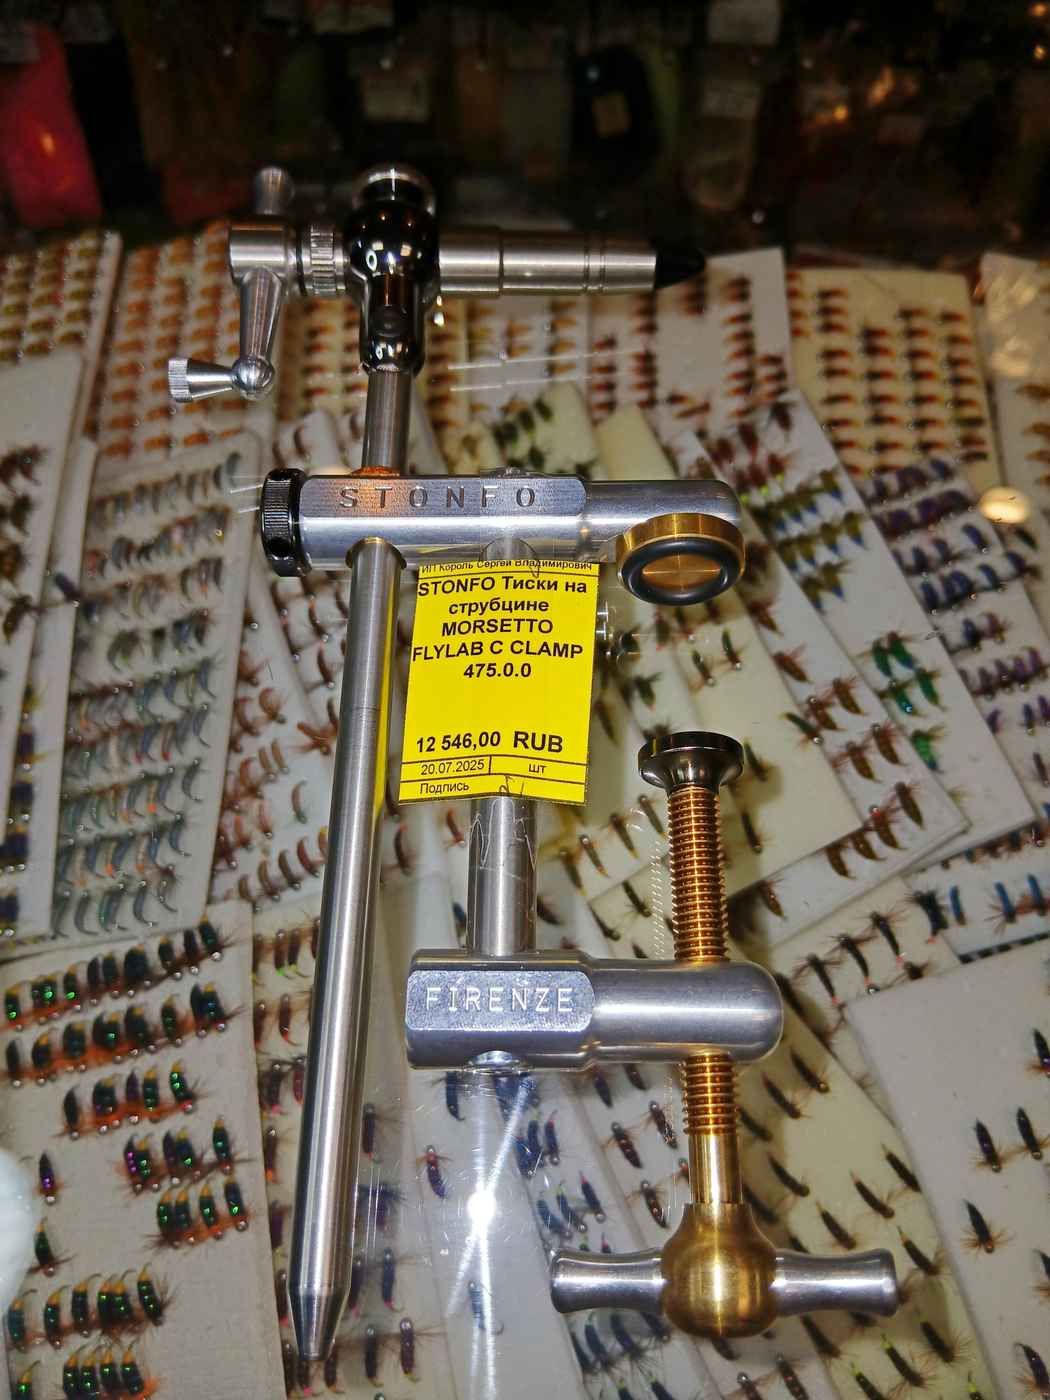 STONFO
ИП Король Сергей Владимирович
STONFO Тиски на
струбцине
MORSETTO
FLYLAB C CLAMP
475.0.0
12 546,00 RUB
20.07.2025 шт
Подпись
FIRENZE